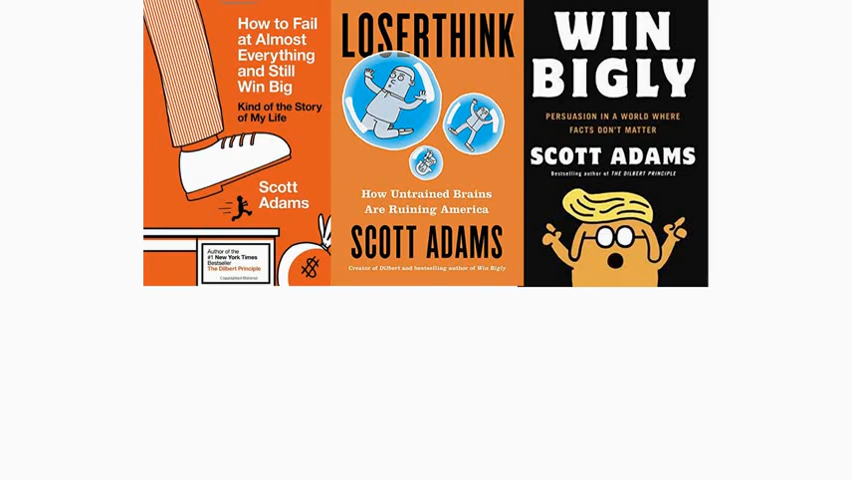 How to Fail
at Almost
Everything
and Still
Win Big
Kind of the Story
of My Life
Scott
Adams
Author of the
#1 New York Times
Bestseller
The Dilbert Principle
Copyrighted Material
LOSERTHINK
How Untrained Brains
Are Ruining America
SCOTT ADAMS
Creator of Dilbert and bestselling author of Win Bigly
WIN
BIGLY
PERSUASION IN A WORLD WHERE
FACTS DON'T MATTER
SCOTT ADAMS
Bestselling author of THE DILBERT PRINCIPLE